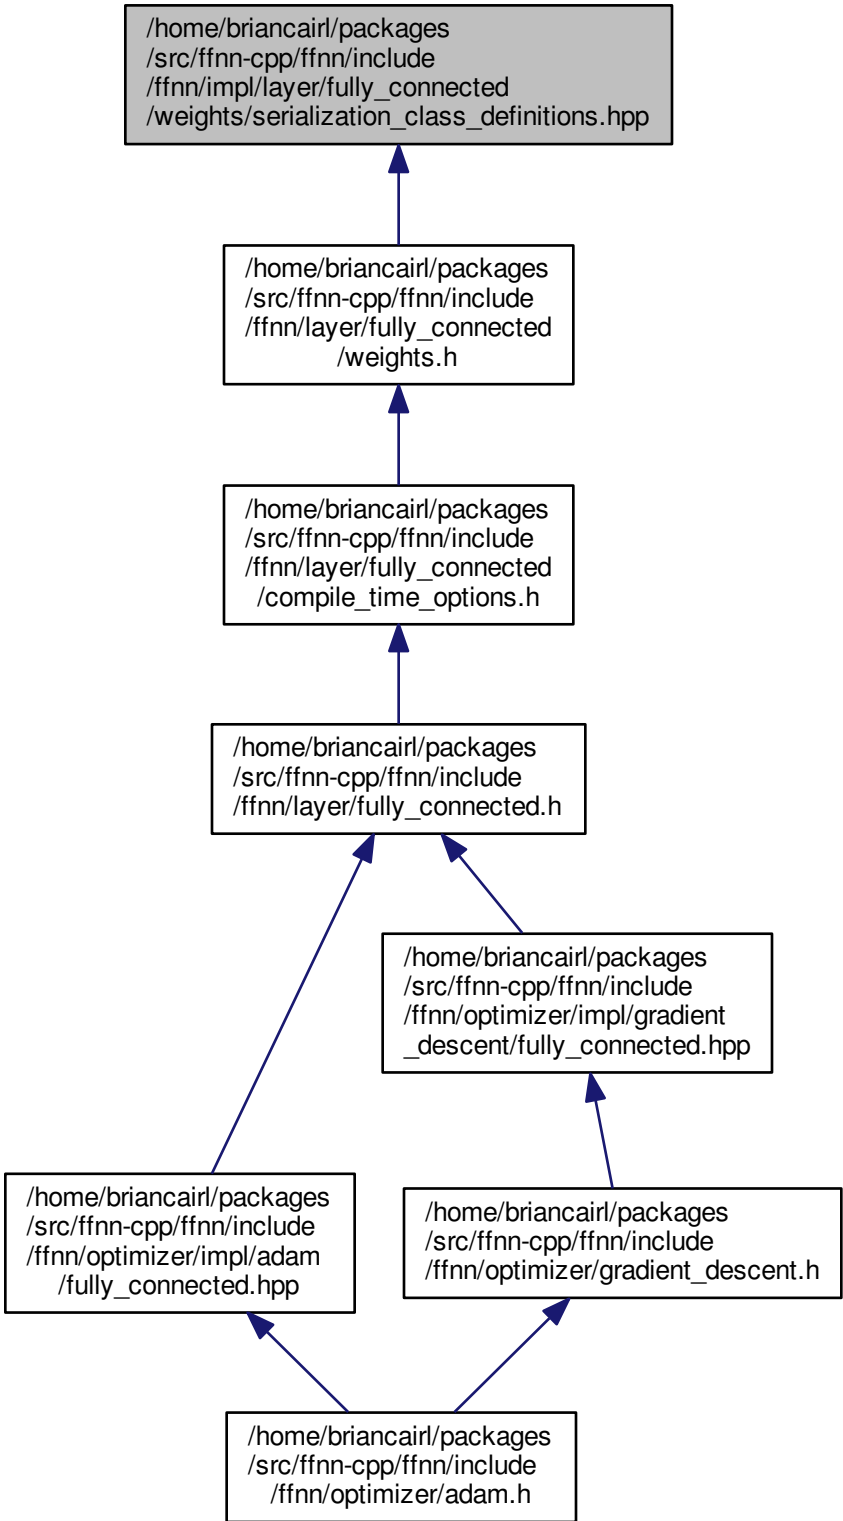 /home/briancairl/packages
/src/ffnn-cpp/ffnn/include
/ffnn/impl/layer/fully_connected
/weights/serialization_class_definitions.hpp
/home/briancairl/packages
/src/ffnn-cpp/ffnn/include
/ffnn/layer/fully_connected
/weights.h
/home/briancairl/packages
/src/ffnn-cpp/ffnn/include
/ffnn/layer/fully_connected
/compile_time_options.h
/home/briancairl/packages
/src/ffnn-cpp/ffnn/include
/ffnn/layer/fully_connected.h
/home/briancairl/packages
/src/ffnn-cpp/ffnn/include
/ffnn/optimizer/impl/gradient
_descent/fully_connected.hpp
/home/briancairl/packages
/src/ffnn-cpp/ffnn/include
/ffnn/optimizer/impl/adam
/fully_connected.hpp
/home/briancairl/packages
/src/ffnn-cpp/ffnn/include
/ffnn/optimizer/gradient_descent.h
/home/briancairl/packages
/src/ffnn-cpp/ffnn/include
/ffnn/optimizer/adam.h